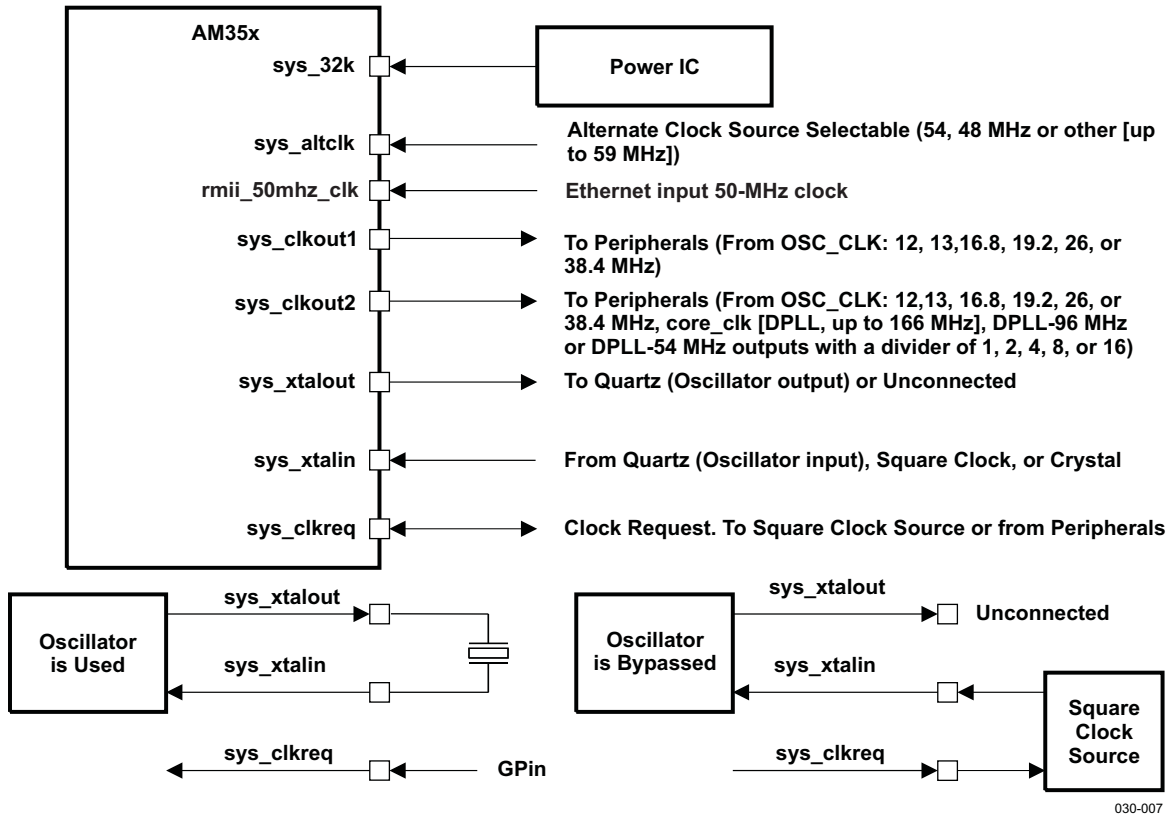 AM35x
sys_32k
Power IC
sys_altclk
Alternate Clock Source Selectable (54, 48 MHz or other [up
to 59 MHz])
rmii_50mhz_clk
Ethernet input 50-MHz clock
sys_clkout1
To Peripherals (From OSC_CLK: 12, 13,16.8, 19.2, 26, or
38.4 MHz)
sys_clkout2
To Peripherals (From OSC_CLK: 12,13, 16.8, 19.2, 26, or
38.4 MHz, core_clk [DPLL, up to 166 MHz], DPLL-96 MHz
or DPLL-54 MHz outputs with a divider of 1, 2, 4, 8, or 16)
sys_xtalout
To Quartz (Oscillator output) or Unconnected
sys_xtalin
From Quartz (Oscillator input), Square Clock, or Crystal
sys_clkreq
Clock Request. To Square Clock Source or from Peripherals
Oscillator
is Used
sys_xtalout
sys_xtalin
sys_clkreq
GPin
Oscillator
is Bypassed
sys_xtalout
Unconnected
sys_xtalin
Square
Clock
Source
sys_clkreq
030-007